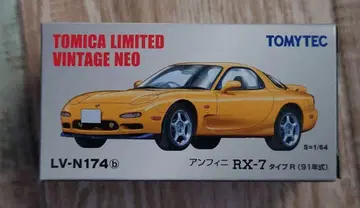 TOMICA LIMITED
VINTAGE NEO
TOMYTEC
S=1/64
LV-N174ⓑ
アンフィニ RX-7 タイプR (91年式)